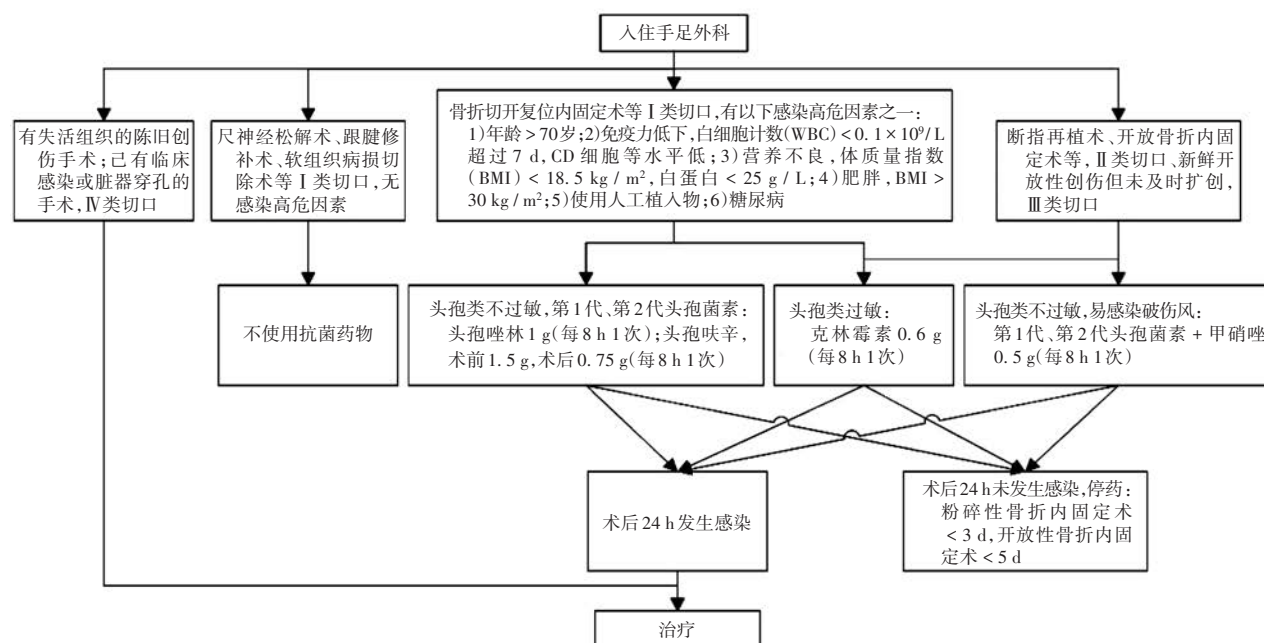 入住手足外科
有失活组织的陈旧创
伤手术;己有临床
感染或脏器穿孔的
手术,Ⅳ类切口
尺神经松解术、跟腱修
补术、软组织病损切
除术等Ⅰ类切口,无
感染高危因素
骨折切开复位内固定术等Ⅰ类切口,有以下感染高危因素之一:
1)年龄>70岁;2)免疫力低下,白细胞计数(WBC)<0.1×10⁹/L
超过7 d,CD细胞等水平低;3)营养不良,体质量指数
(BMI)<18.5 kg/m²,白蛋白<25 g/L;4)肥胖,BMI>
30 kg/m²;5)使用人工植入物;6)糖尿病
断指再植术、开放骨折内固
定术等,Ⅱ类切口、新鲜开
放性创伤但未及时扩创,
Ⅲ类切口
不使用抗菌药物
头孢类不过敏,第1代、第2代头孢菌素:
头孢唑林1 g(每8 h 1次);头孢呋辛,
术前1.5 g,术后0.75 g(每8 h 1次)
头孢类过敏:
克林霉素0.6 g
(每8 h 1次)
头孢类不过敏,易感染破伤风:
第1代、第2代头孢菌素+甲硝唑
0.5 g(每8 h 1次)
术后24 h发生感染
术后24 h未发生感染,停药:
粉碎性骨折内固定术
<3 d,开放性骨折内固
定术<5 d
治疗